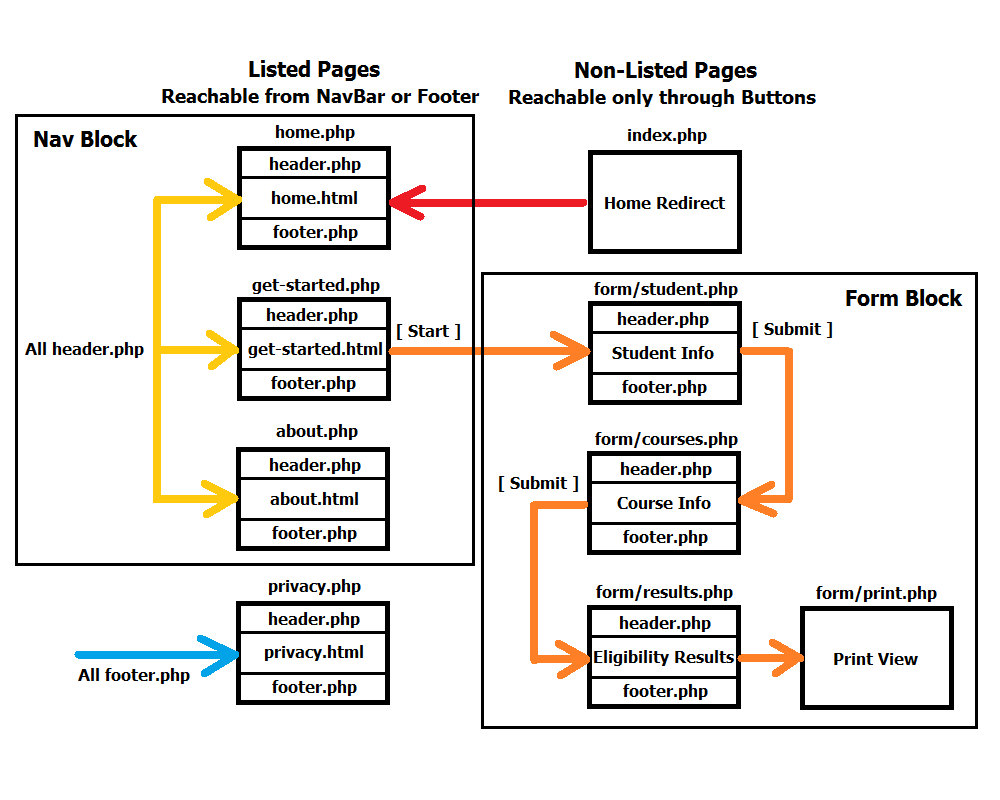 Listed Pages
Reachable from NavBar or Footer
Non-Listed Pages
Reachable only through Buttons
Nav Block
home.php
header.php
home.html
footer.php
index.php
Home Redirect
All header.php
get-started.php
header.php
get-started.html
footer.php
[ Start ]
about.php
header.php
about.html
footer.php
privacy.php
header.php
privacy.html
footer.php
All footer.php
Form Block
form/student.php
header.php
Student Info
footer.php
[ Submit ]
form/courses.php
header.php
Course Info
footer.php
[ Submit ]
form/results.php
header.php
Eligibility Results
footer.php
form/print.php
Print View